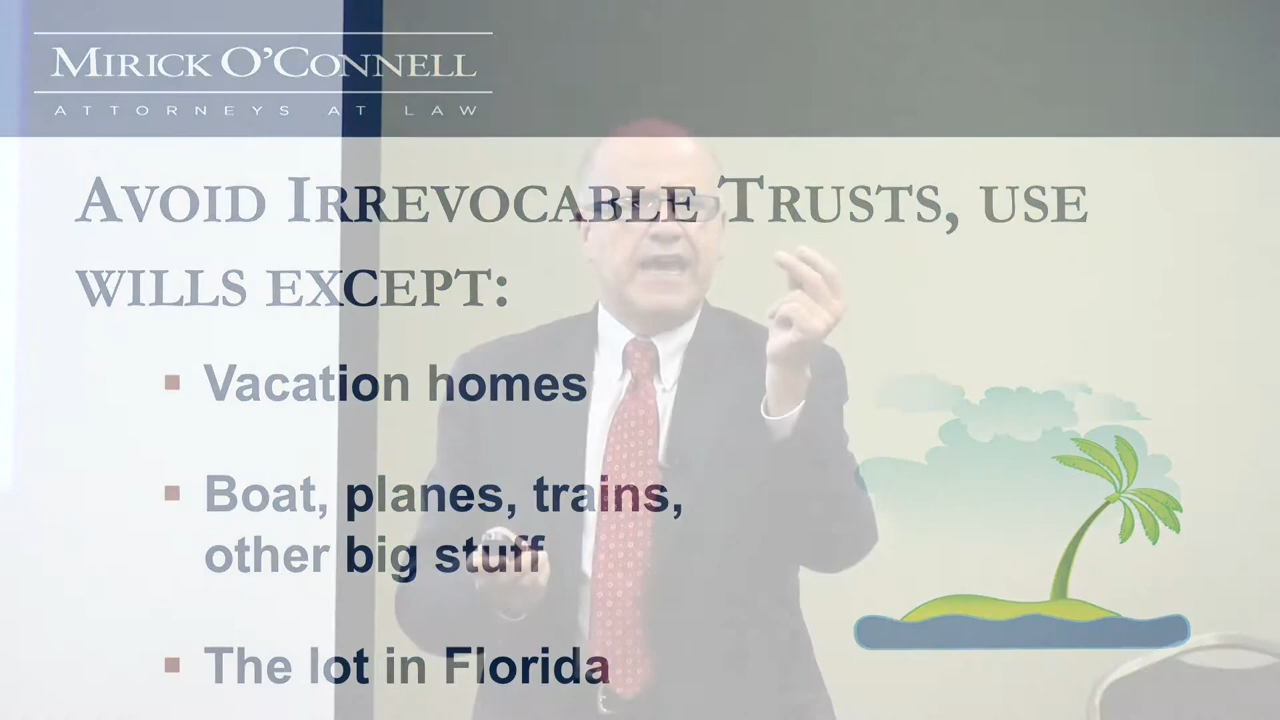 MIRICK O'CONNELL
ATTORNEYS AT LAW
AVOID IRREVOCABLE TRUSTS, USE
WILLS EXCEPT:
▪ Vacation homes
▪ Boat, planes, trains,
other big stuff
▪ The lot in Florida